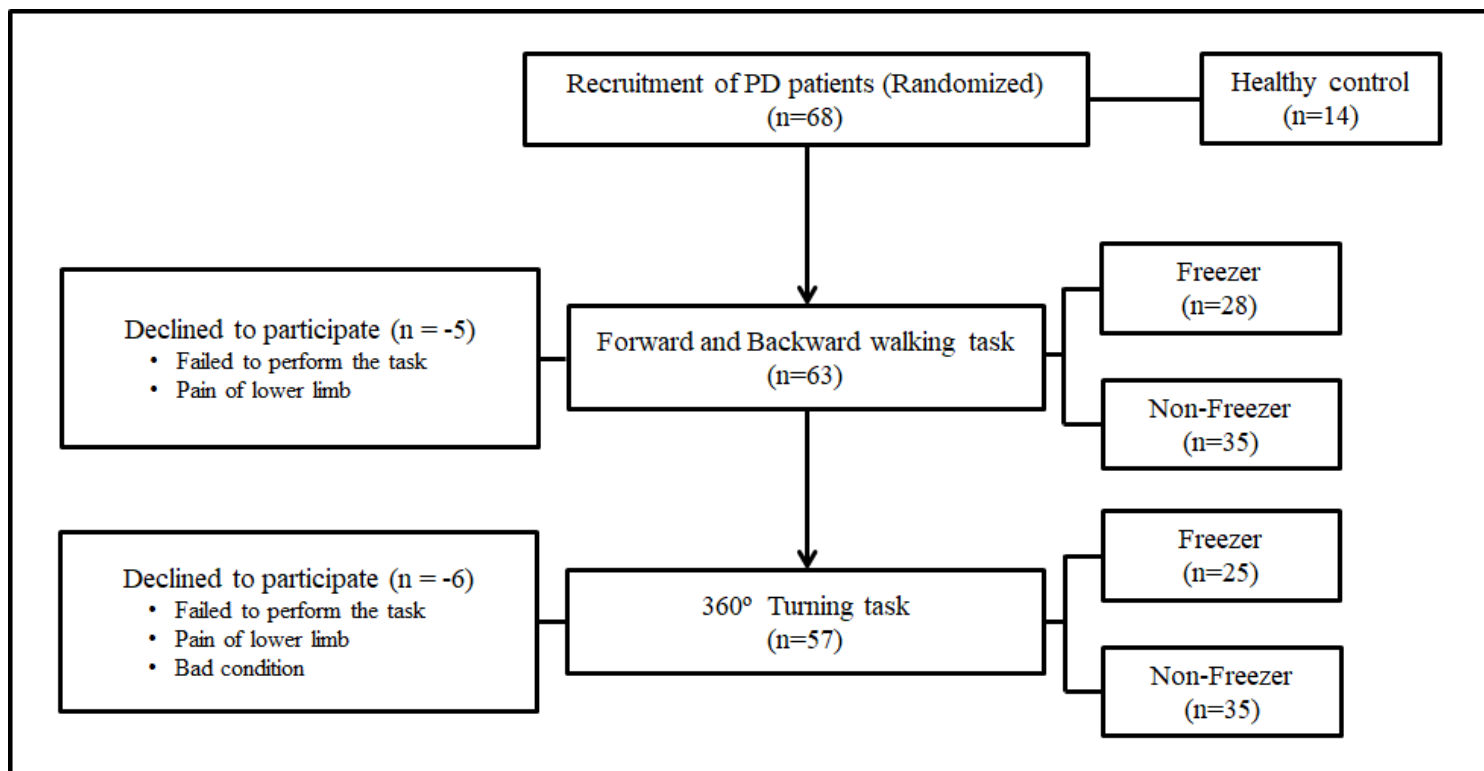 Recruitment of PD patients (Randomized)
(n=68)
Healthy control
(n=14)
Declined to participate (n = -5)
• Failed to perform the task
• Pain of lower limb
Forward and Backward walking task
(n=63)
Freezer
(n=28)
Non-Freezer
(n=35)
Declined to participate (n = -6)
• Failed to perform the task
• Pain of lower limb
• Bad condition
360º Turning task
(n=57)
Freezer
(n=25)
Non-Freezer
(n=35)